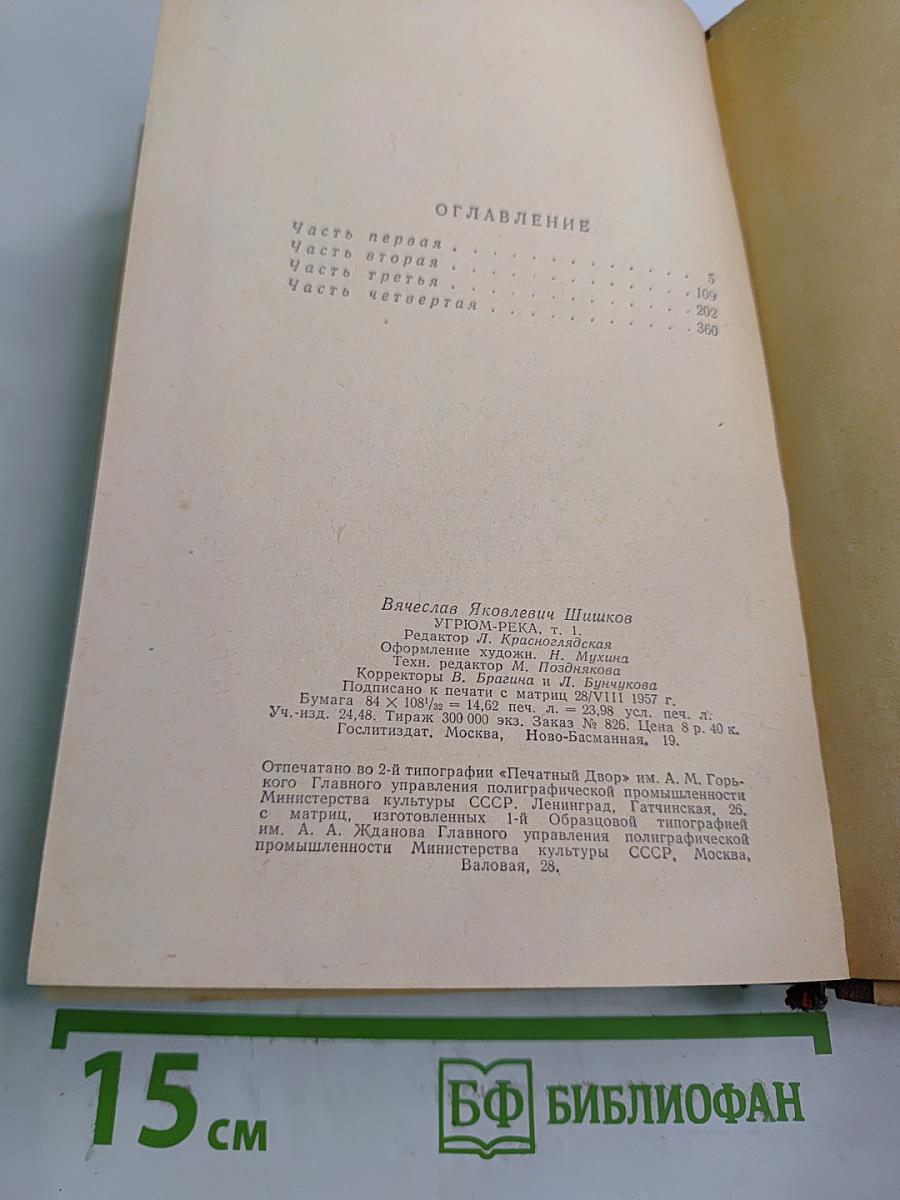 ОГЛАВЛЕНИЕ
Часть первая . . . . . . . . . . . . 5
Часть вторая . . . . . . . . . . . . 109
Часть третья . . . . . . . . . . . . 202
Часть четвертая . . . . . . . . . . 360
Вячеслав Яковлевич Шишков
УГРЮМ-РЕКА, т. 1.
Редактор Л. Красноглядская
Оформление художн. Н. Мухина
Техн. редактор М. Позднякова
Корректоры В. Брагина и Л. Бунчукова
Подписано к печати с матриц 28/VIII 1957 г.
Бумага 84 × 108¹/₃₂ = 14,62 печ. л. = 23,98 усл. печ. л.
Уч.-изд. 24,48. Тираж 300 000 экз. Заказ № 826. Цена 8 р. 40 к.
Гослитиздат, Москва, Ново-Басманная, 19.
Отпечатано во 2-й типографии «Печатный Двор» им. А. М. Горь-
кого Главного управления полиграфической промышленности
Министерства культуры СССР. Ленинград, Гатчинская, 26,
с матриц, изготовленных 1-й Образцовой типографией
им. А. А. Жданова Главного управления полиграфической
промышленности Министерства культуры СССР, Москва,
Валовая, 28.
15 см
БФ БИБЛИОФАН